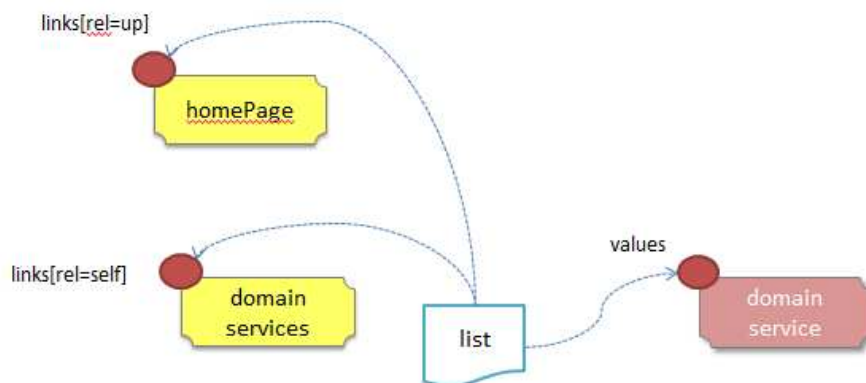 links[rel=up]
homePage
links[rel=self]
domain
services
list
values
domain
service